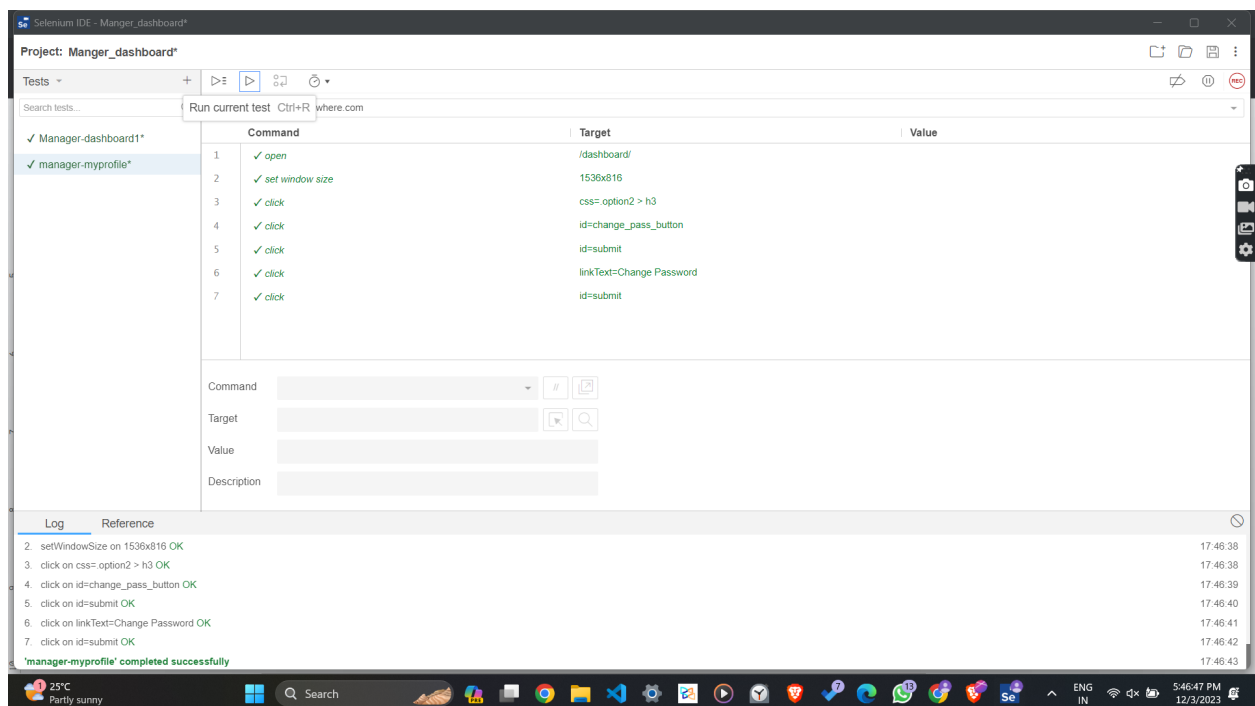 Selenium IDE - Manger_dashboard*
Project: Manger_dashboard*
Tests
Search tests...
Run current test Ctrl+R
where.com
REC
Command Target Value
✓ Manager-dashboard1*
✓ manager-myprofile*
1 ✓ open /dashboard/
2 ✓ set window size 1536x816
3 ✓ click css=.option2 > h3
4 ✓ click id=change_pass_button
5 ✓ click id=submit
6 ✓ click linkText=Change Password
7 ✓ click id=submit
Command //
Target
Value
Description
Log Reference
2. setWindowSize on 1536x816 OK 17:46:38
3. click on css=.option2 > h3 OK 17:46:38
4. click on id=change_pass_button OK 17:46:39
5. click on id=submit OK 17:46:40
6. click on linkText=Change Password OK 17:46:41
7. click on id=submit OK 17:46:42
'manager-myprofile' completed successfully 17:46:43
1 25°C
Partly sunny
Search
7
19
Se
ENG
IN
5:46:47 PM
12/3/2023